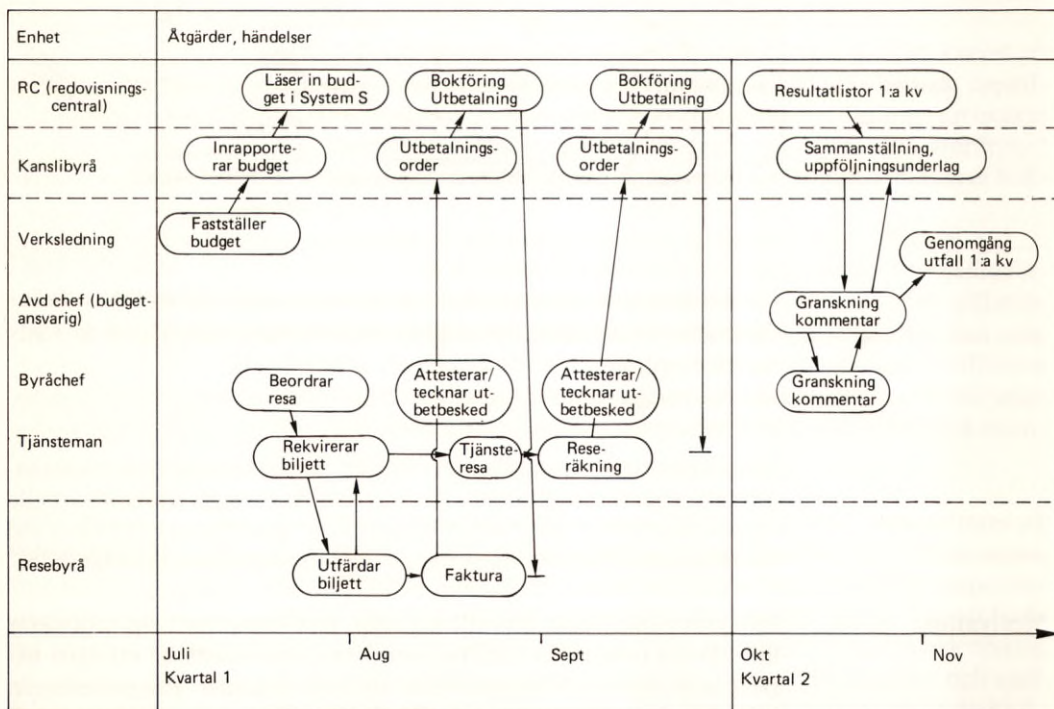 Enhet
Åtgärder, händelser
RC (redovisnings-
central)
Läser in bud-
get i System S
Bokföring
Utbetalning
Bokföring
Utbetalning
Resultatlistor 1:a kv
Kanslibyrå
Inrapporte-
rar budget
Utbetalnings-
order
Utbetalnings-
order
Sammanställning,
uppföljningsunderlag
Verksledning
Fastställer
budget
Genomgång
utfall 1:a kv
Avd chef (budget-
ansvarig)
Granskning
kommentar
Byråchef
Beordrar
resa
Attesterar/
tecknar ut-
betbesked
Attesterar/
tecknar ut-
betbesked
Granskning
kommentar
Tjänsteman
Rekvirerar
biljett
Tjänste-
resa
Rese-
räkning
Resebyrå
Utfärdar
biljett
Faktura
Juli
Aug
Sept
Okt
Nov
Kvartal 1
Kvartal 2